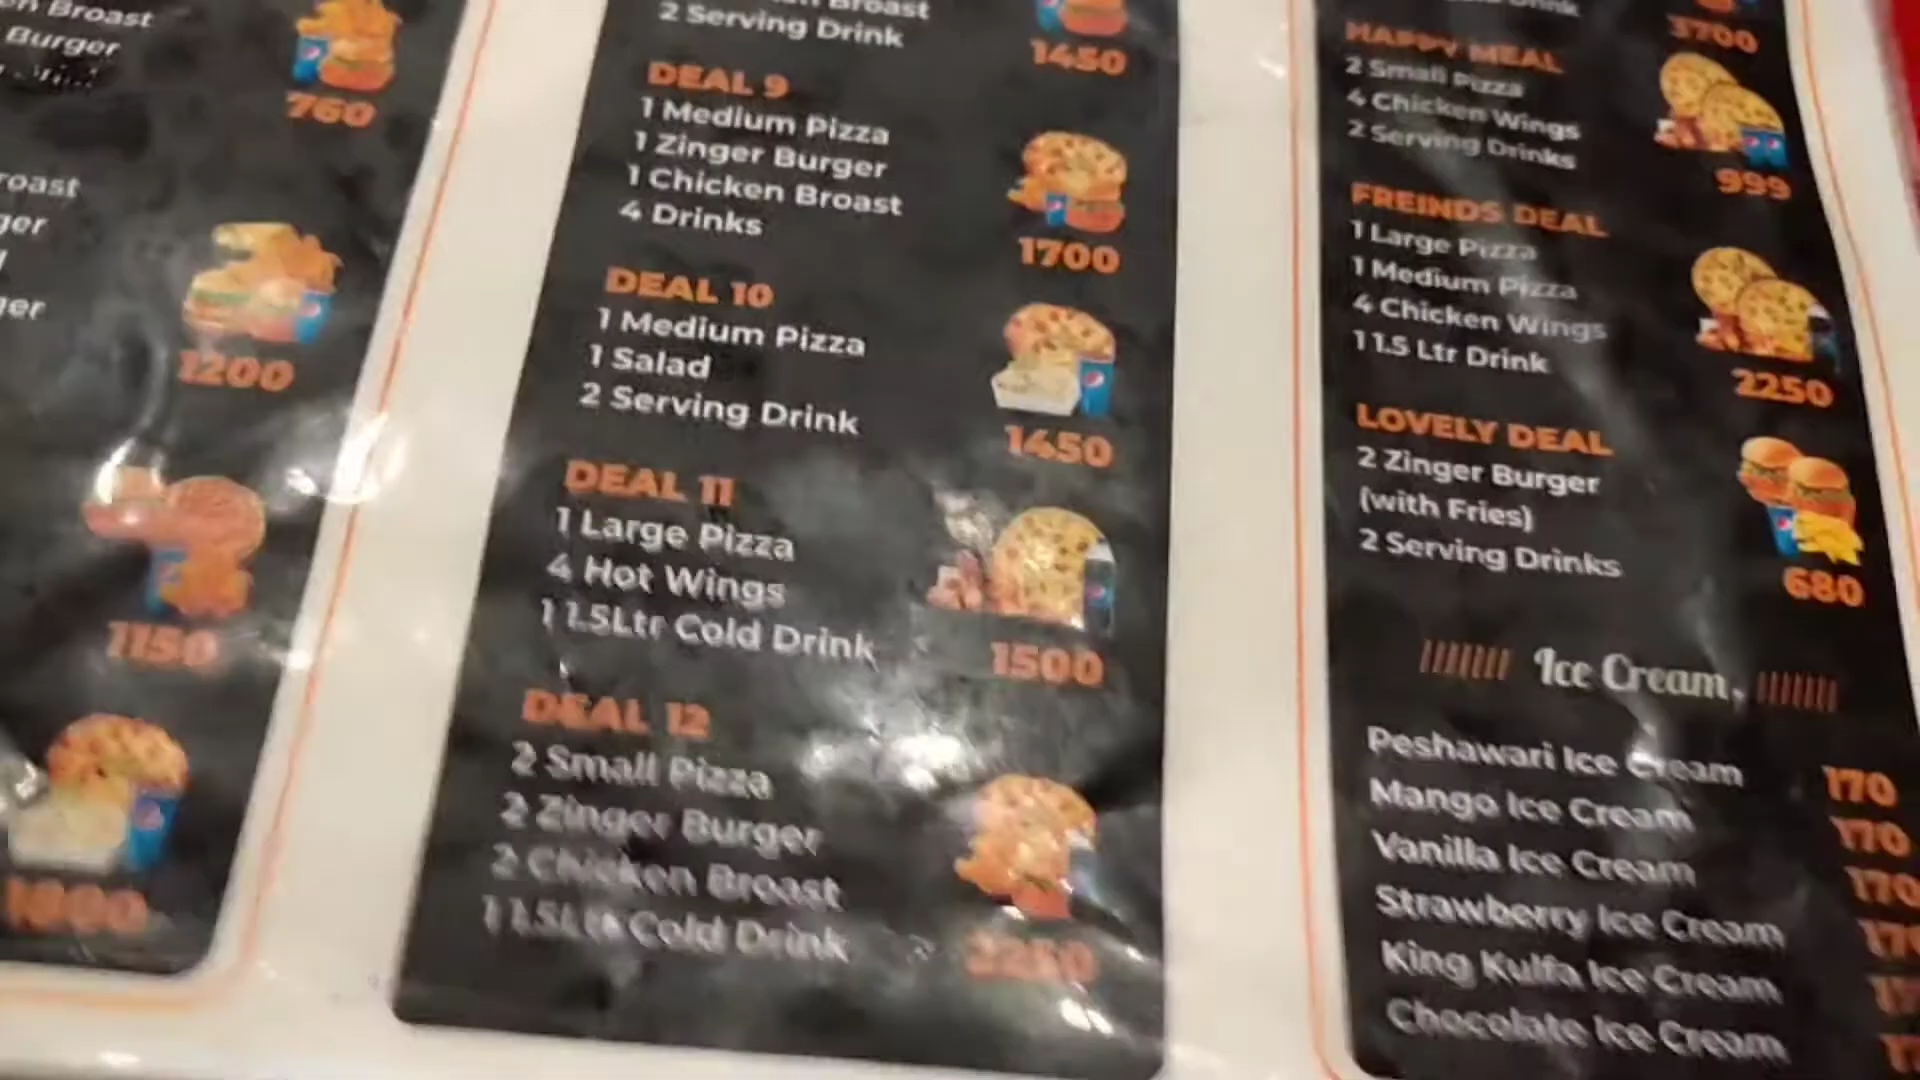 Broast
Burger
760
ger
ger
1200
1150
2 Serving Drink
1450
DEAL 9
1 Medium Pizza
1 Zinger Burger
1 Chicken Broast
4 Drinks
1700
DEAL 10
1 Medium Pizza
1 Salad
2 Serving Drink
1450
DEAL 11
1 Large Pizza
4 Hot Wings
1 1.5Ltr Cold Drink
1500
DEAL 12
2 Small Pizza
2 Zinger Burger
2 Chicken Broast
1 1.5Ltr Cold Drink
3700
HAPPY MEAL
2 Small Pizza
4 Chicken Wings
2 Serving Drinks
999
FREINDS DEAL
1 Large Pizza
1 Medium Pizza
4 Chicken Wings
1 1.5 Ltr Drink
2250
LOVELY DEAL
2 Zinger Burger
(with Fries)
2 Serving Drinks
680
Ice Cream
Peshawari Ice Cream 170
Mango Ice Cream 170
Vanilla Ice Cream 170
Strawberry Ice Cream
King Kulfa Ice Cream
Chocolate Ice Cream